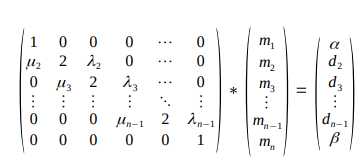 1 0 0 0 ⋯ 0 m₁ α
μ₂ 2 λ₂ 0 ⋯ 0 m₂ d₂
0 μ₃ 2 λ₃ ⋯ 0 m₃ d₃
⋮ ⋮ ⋮ ⋮ ⋱ ⋮ * ⋮ = ⋮
0 0 0 μₙ₋₁ 2 λₙ₋₁ mₙ₋₁ dₙ₋₁
0 0 0 0 0 1 mₙ β